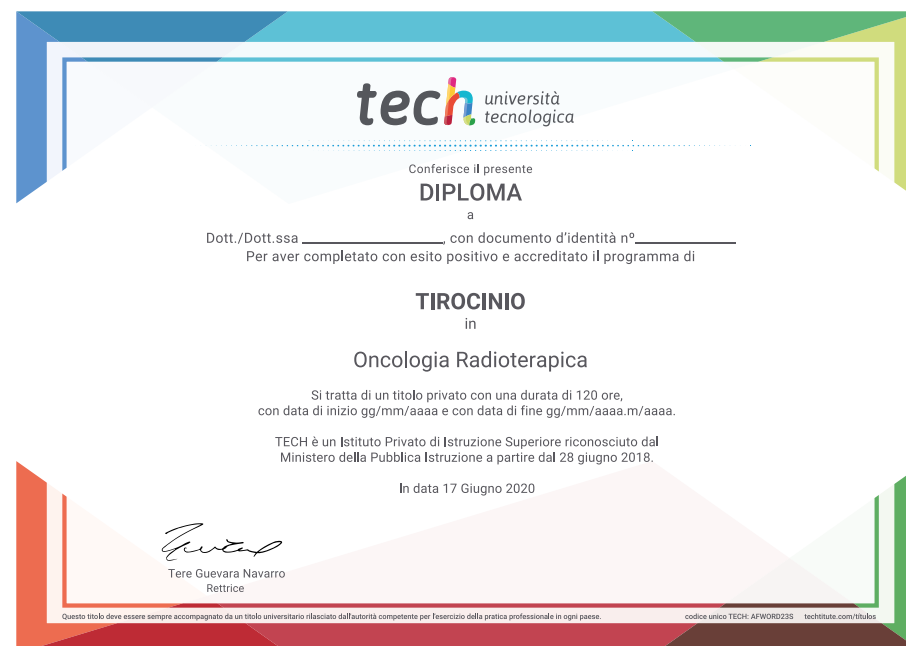 tech università
tecnologica
Conferisce il presente
DIPLOMA
a
Dott./Dott.ssa ____________________, con documento d'identità nº______________
Per aver completato con esito positivo e accreditato il programma di
TIROCINIO
in
Oncologia Radioterapica
Si tratta di un titolo privato con una durata di 120 ore,
con data di inizio gg/mm/aaaa e con data di fine gg/mm/aaaa.m/aaaa.
TECH è un Istituto Privato di Istruzione Superiore riconosciuto dal
Ministero della Pubblica Istruzione a partire dal 28 giugno 2018.
In data 17 Giugno 2020
Tere Guevara Navarro
Rettrice
Questo titolo deve essere sempre accompagnato da un titolo universitario rilasciato dall'autorità competente per l'esercizio della pratica professionale in ogni paese. codice unico TECH: AFWORD23S techtitute.com/titulos